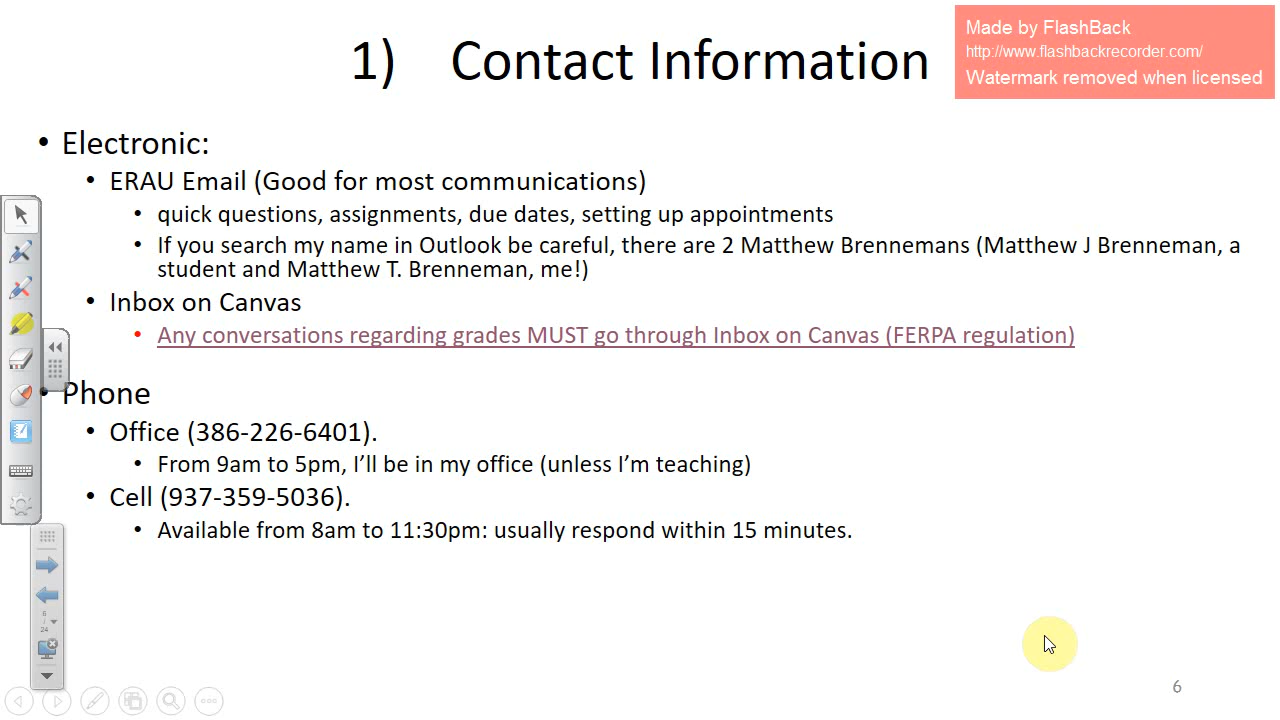 1) Contact Information
Made by FlashBack
http://www.flashbackrecorder.com/
Watermark removed when licensed
• Electronic:
• ERAU Email (Good for most communications)
• quick questions, assignments, due dates, setting up appointments
• If you search my name in Outlook be careful, there are 2 Matthew Brennemans (Matthew J Brenneman, a
student and Matthew T. Brenneman, me!)
• Inbox on Canvas
• Any conversations regarding grades MUST go through Inbox on Canvas (FERPA regulation)
• Phone
• Office (386-226-6401).
• From 9am to 5pm, I’ll be in my office (unless I’m teaching)
• Cell (937-359-5036).
• Available from 8am to 11:30pm: usually respond within 15 minutes.
6
/
24
6